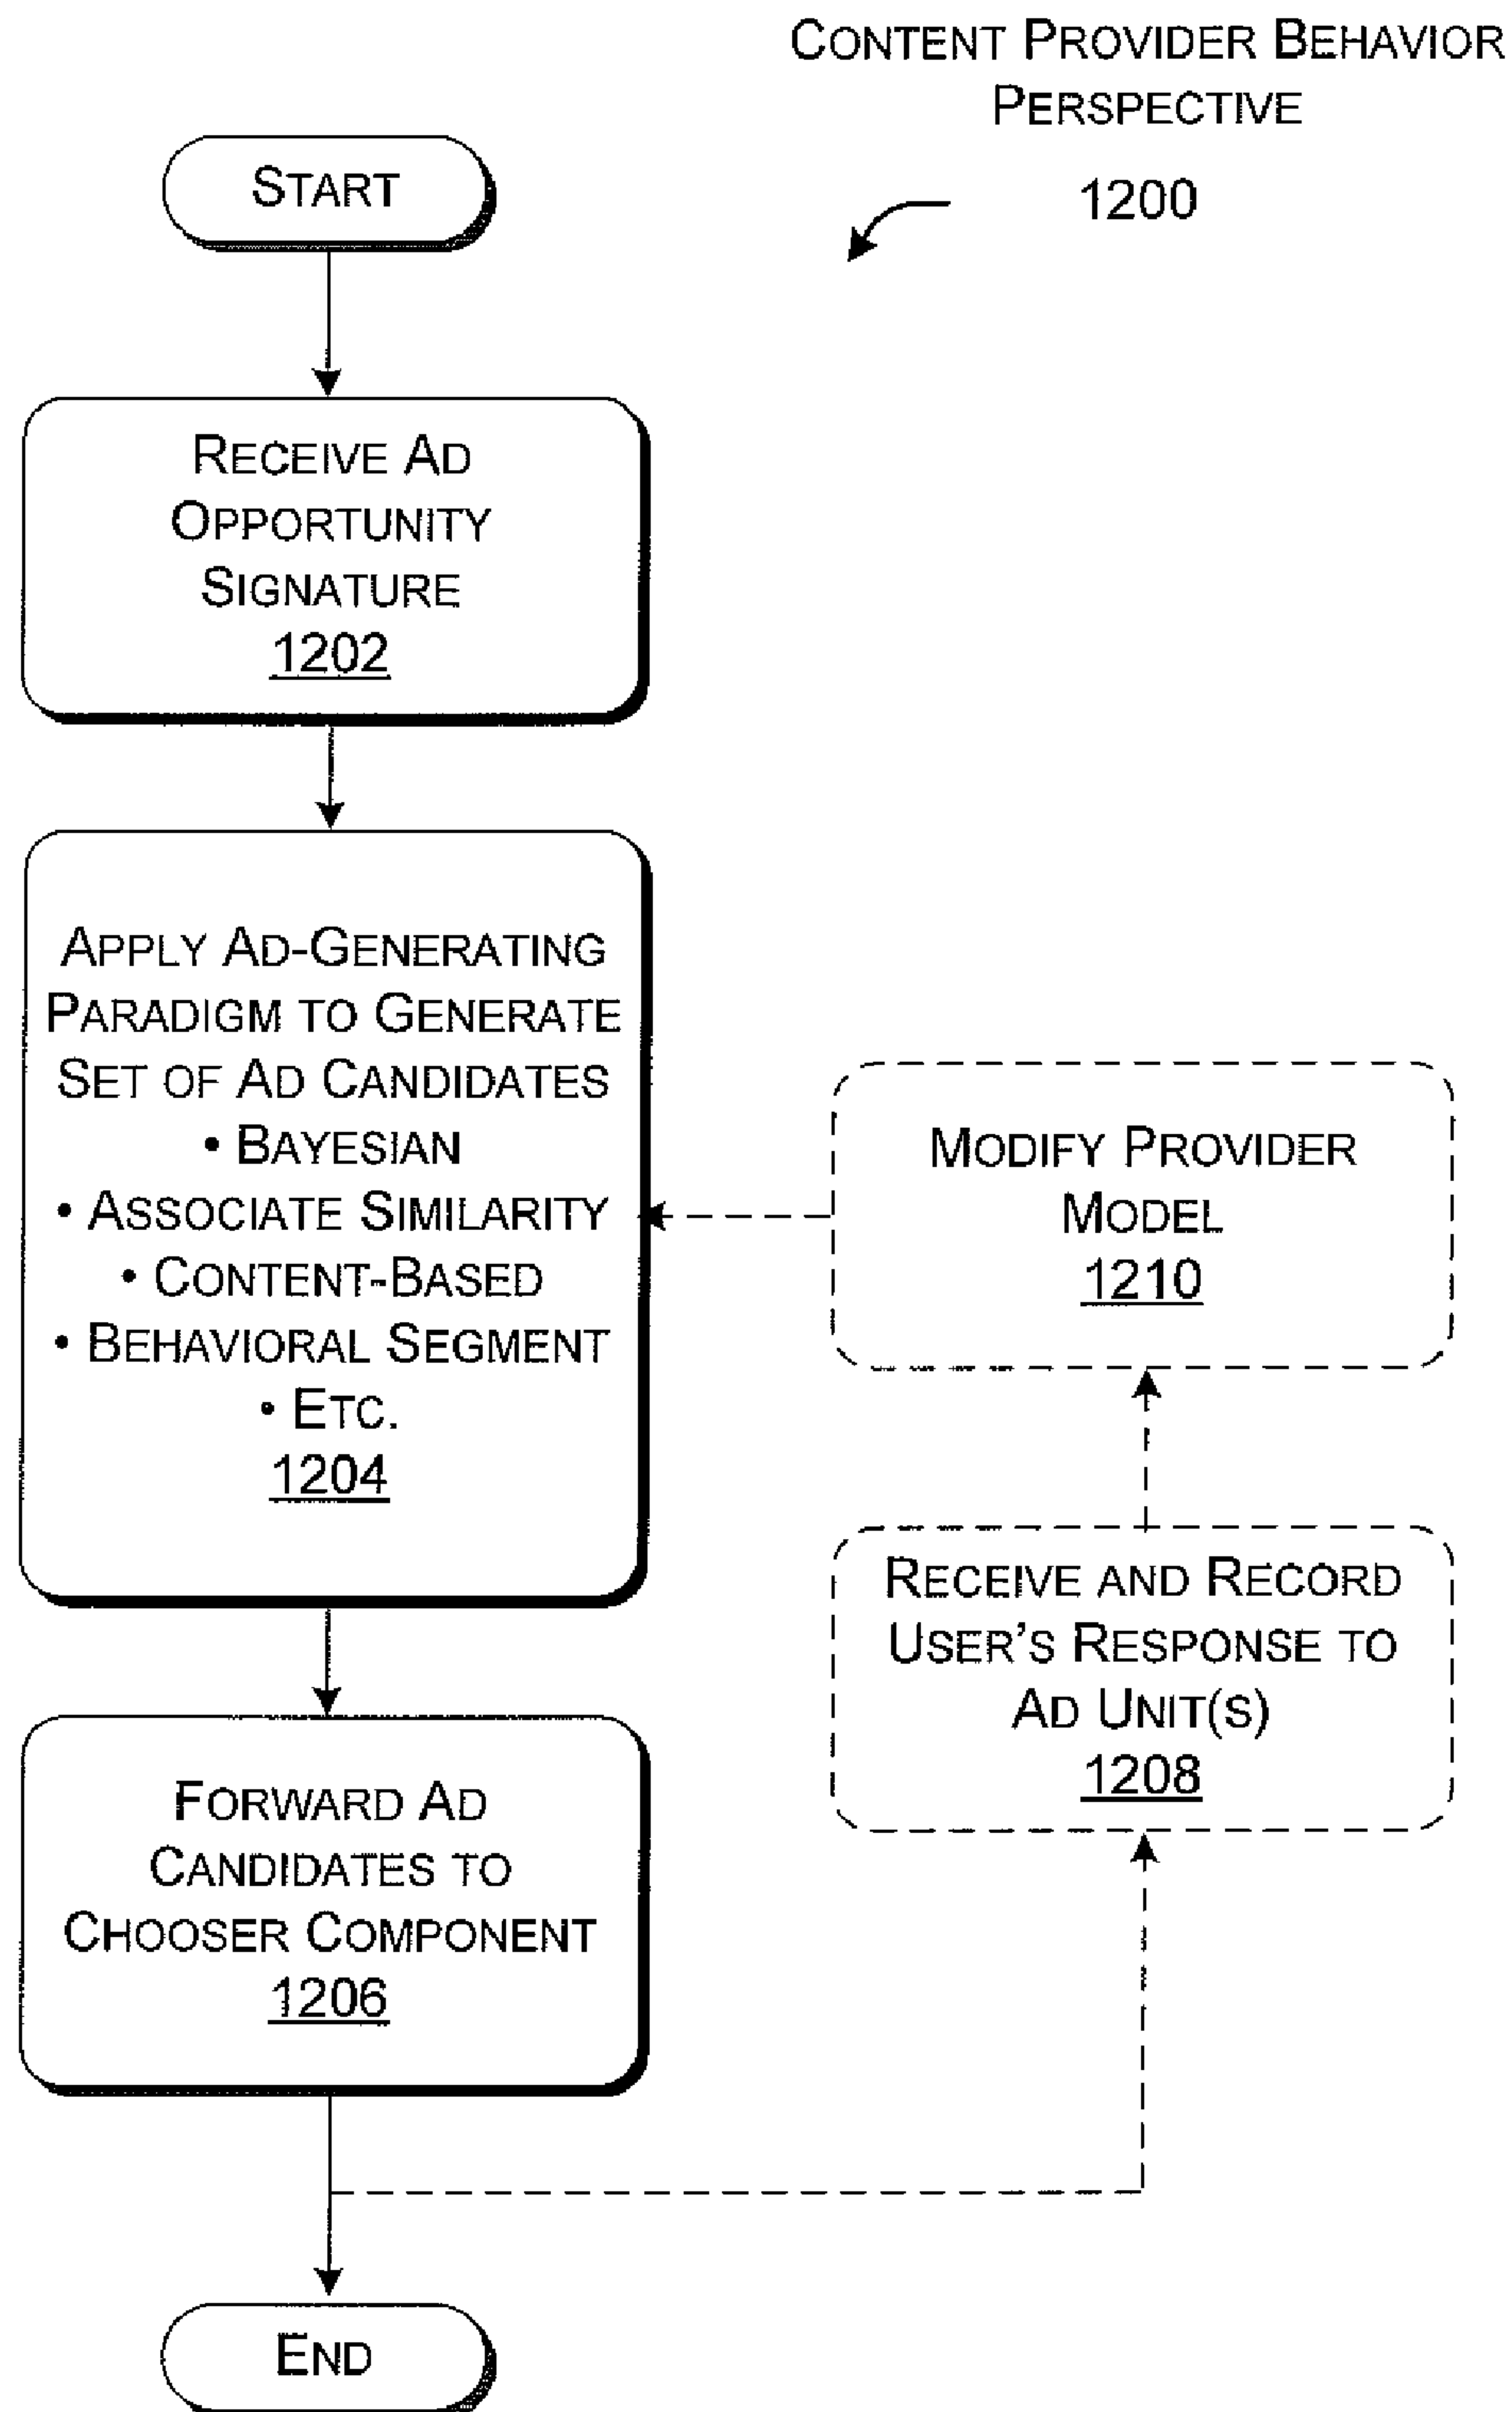 CONTENT PROVIDER BEHAVIOR
PERSPECTIVE
1200
START
RECEIVE AD
OPPORTUNITY
SIGNATURE
1202
APPLY AD-GENERATING
PARADIGM TO GENERATE
SET OF AD CANDIDATES
• BAYESIAN
• ASSOCIATE SIMILARITY
• CONTENT-BASED
• BEHAVIORAL SEGMENT
• ETC.
1204
MODIFY PROVIDER
MODEL
1210
RECEIVE AND RECORD
USER'S RESPONSE TO
AD UNIT(S)
1208
FORWARD AD
CANDIDATES TO
CHOOSER COMPONENT
1206
END